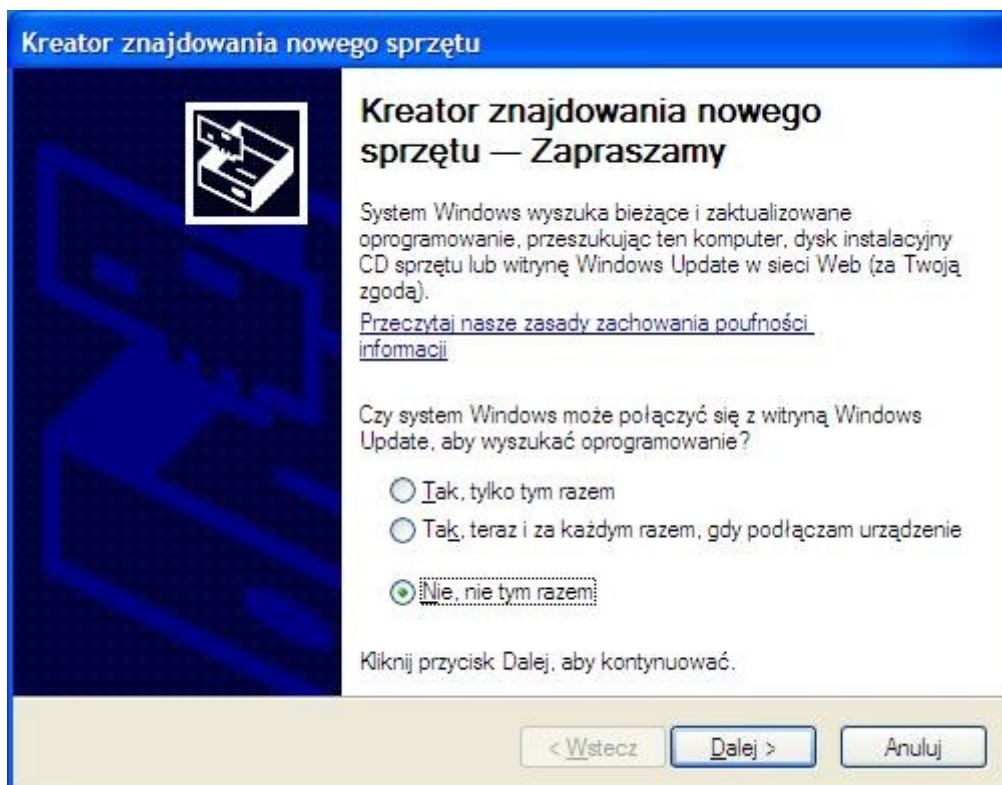 Kreator znajdowania nowego sprzętu
Kreator znajdowania nowego
sprzętu — Zapraszamy
System Windows wyszuka bieżące i zaktualizowane
oprogramowanie, przeszukując ten komputer, dysk instalacyjny
CD sprzętu lub witrynę Windows Update w sieci Web (za Twoją
zgodą).
Przeczytaj nasze zasady zachowania poufności
informacji
Czy system Windows może połączyć się z witryną Windows
Update, aby wyszukać oprogramowanie?
Tak, tylko tym razem
Tak, teraz i za każdym razem, gdy podłączam urządzenie
Nie, nie tym razem
Kliknij przycisk Dalej, aby kontynuować.
< Wstecz Dalej > Anuluj